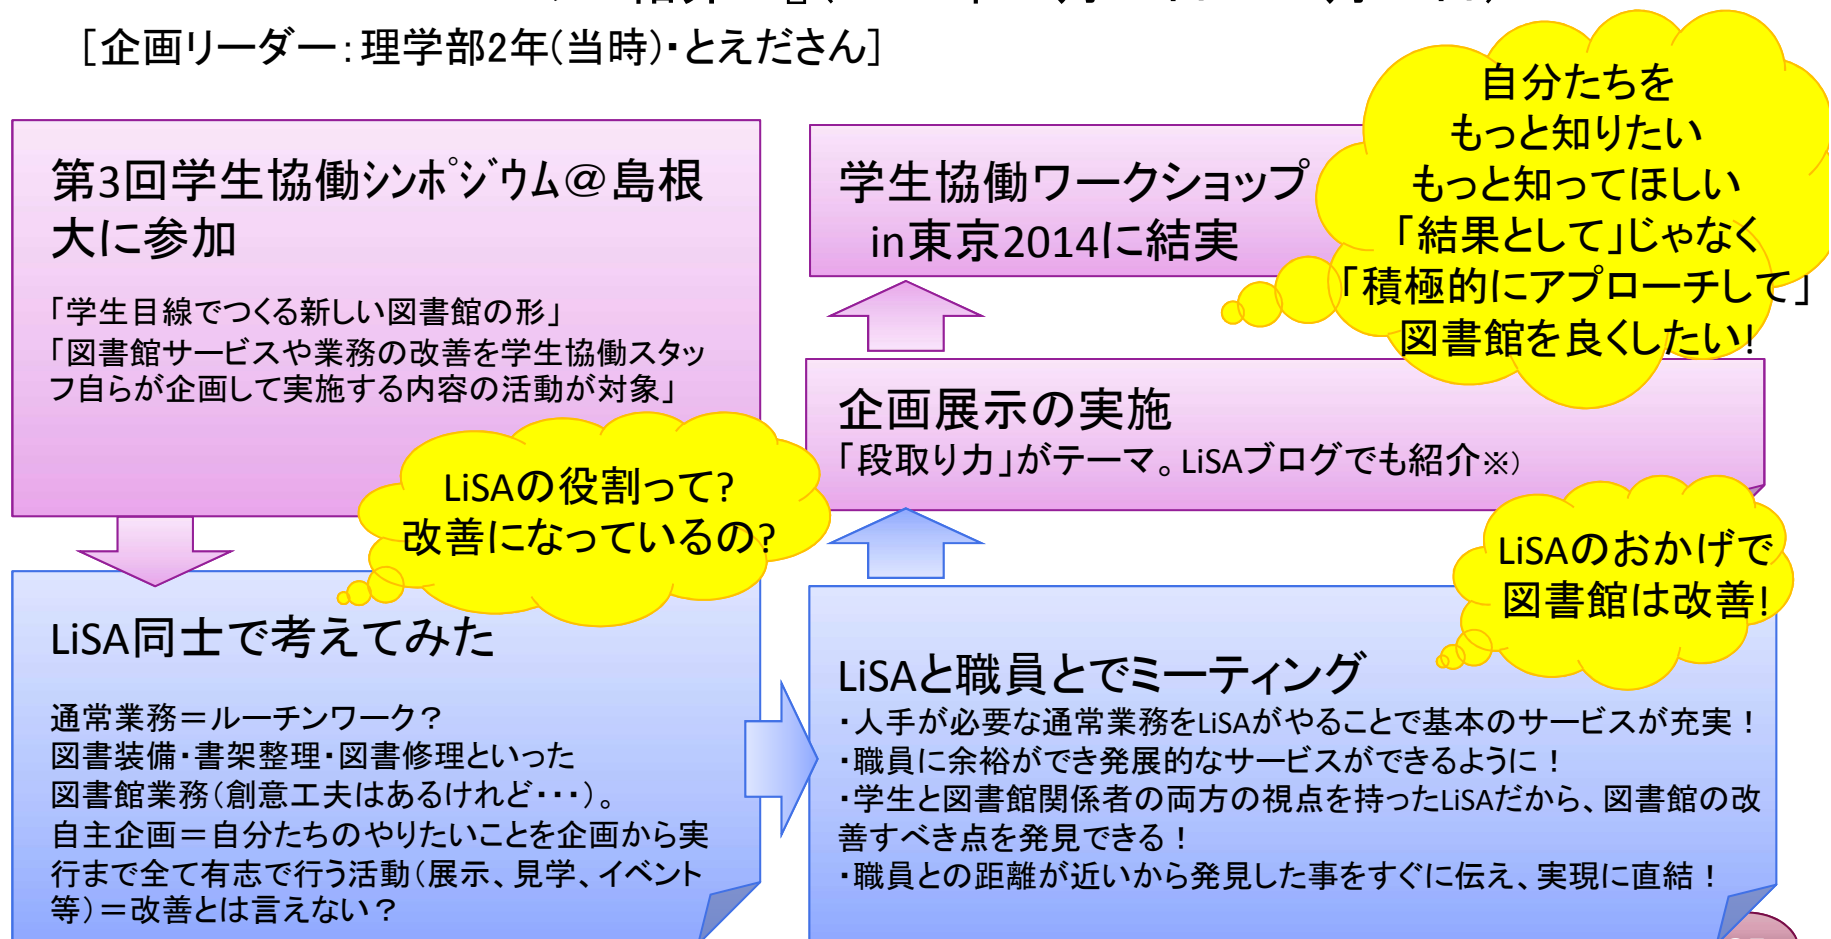 [企画リーダー：理学部2年(当時)・とえださん]
第3回学生協働ｼﾝﾎﾟｼﾞｳﾑ＠島根
大に参加
「学生目線でつくる新しい図書館の形」
「図書館サービスや業務の改善を学生協働スタッ
フ自らが企画して実施する内容の活動が対象」
LiSAの役割って?
改善になっているの?
LiSA同士で考えてみた
通常業務＝ルーチンワーク？
図書装備・書架整理・図書修理といった
図書館業務（創意工夫はあるけれど・・・）。
自主企画＝自分たちのやりたいことを企画から実
行まで全て有志で行う活動（展示、見学、イベント
等）＝改善とは言えない？
LiSAと職員とでミーティング
・人手が必要な通常業務をLiSAがやることで基本のサービスが充実！
・職員に余裕ができ発展的なサービスができるように！
・学生と図書館関係者の両方の視点を持ったLiSAだから、図書館の改
善すべき点を発見できる！
・職員との距離が近いから発見した事をすぐに伝え、実現に直結！
LiSAのおかげで
図書館は改善!
企画展示の実施
「段取り力」がテーマ。LiSAブログでも紹介※）
学生協働ワークショップ
in東京2014に結実
自分たちを
もっと知りたい
もっと知ってほしい
「結果として」じゃなく
「積極的にアプローチして」
図書館を良くしたい!